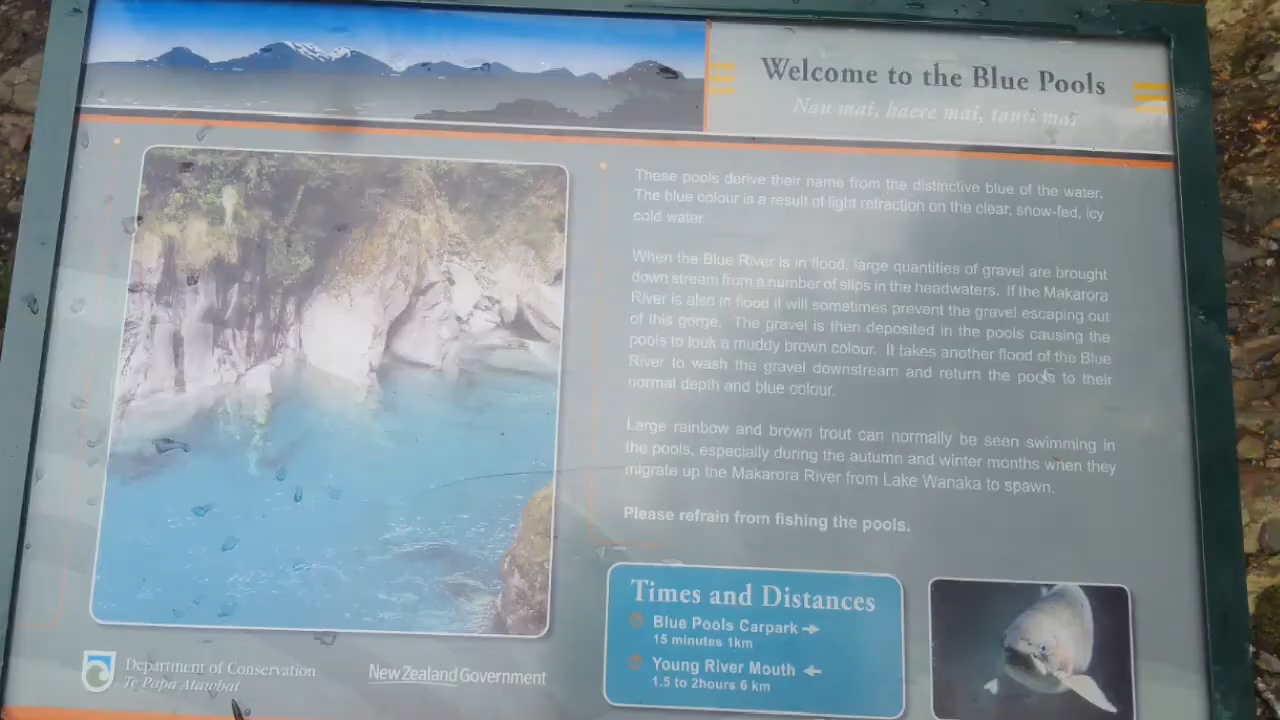 Welcome to the Blue Pools
Nau mai, haere mai, tauti mai
These pools derive their name from the distinctive blue of the water.
The blue colour is a result of light refraction on the clear, snow-fed, icy
cold water.
When the Blue River is in flood, large quantities of gravel are brought
down stream from a number of slips in the headwaters. If the Makarora
River is also in flood it will sometimes prevent the gravel escaping out
of this gorge. The gravel is then deposited in the pools causing the
pools to look a muddy brown colour. It takes another flood of the Blue
River to wash the gravel downstream and return the pools to their
normal depth and blue colour.
Large rainbow and brown trout can normally be seen swimming in
the pools, especially during the autumn and winter months when they
migrate up the Makarora River from Lake Wanaka to spawn.
Please refrain from fishing the pools.
Times and Distances
Blue Pools Carpark
15 minutes 1km
Young River Mouth
1.5 to 2hours 6 km
Department of Conservation
Te Papa Atawbai
New Zealand Government